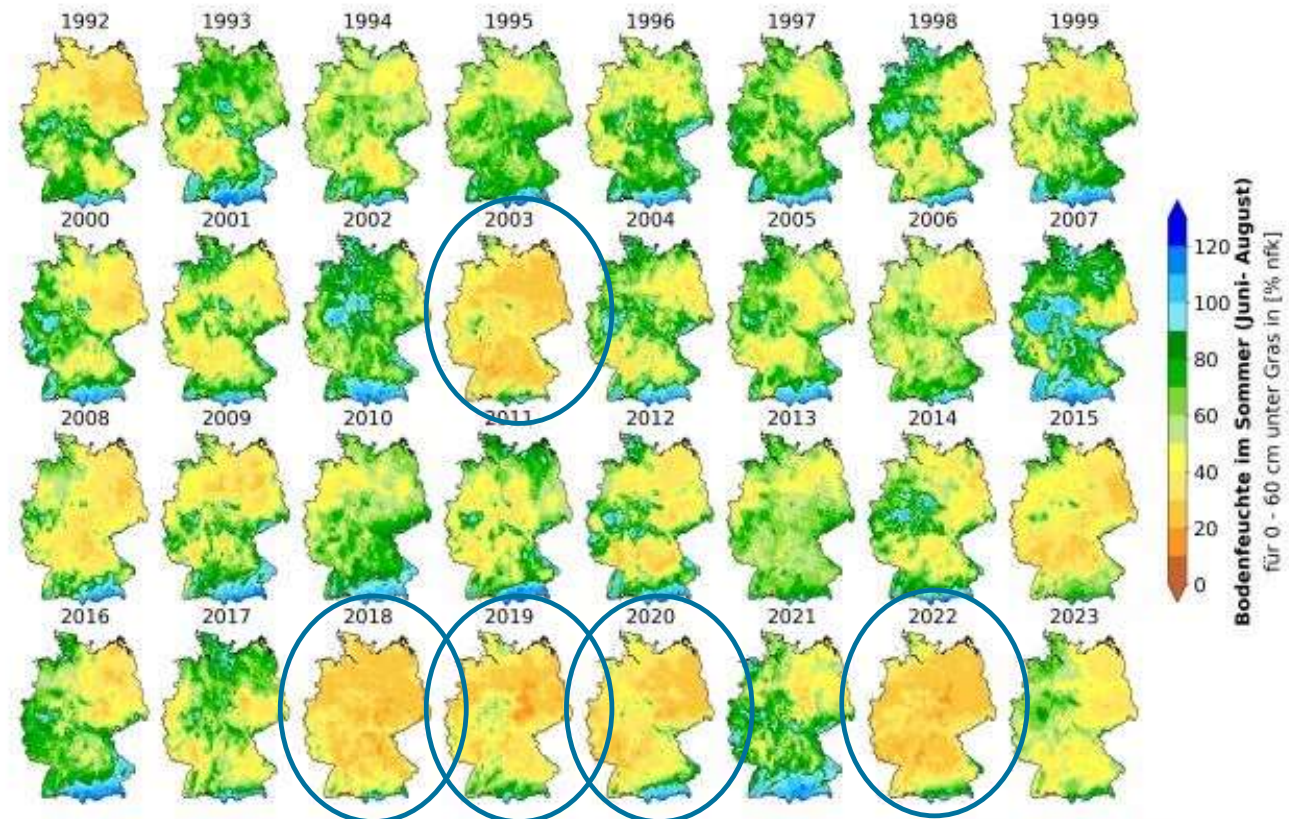 1992 1993 1994 1995 1996 1997 1998 1999
2000 2001 2002 2003 2004 2005 2006 2007
2008 2009 2010 2011 2012 2013 2014 2015
2016 2017 2018 2019 2020 2021 2022 2023
120
100
80
60
40
20
0
Bodenfeuchte im Sommer (Juni- August)
für 0 - 60 cm unter Gras in [% nfk]